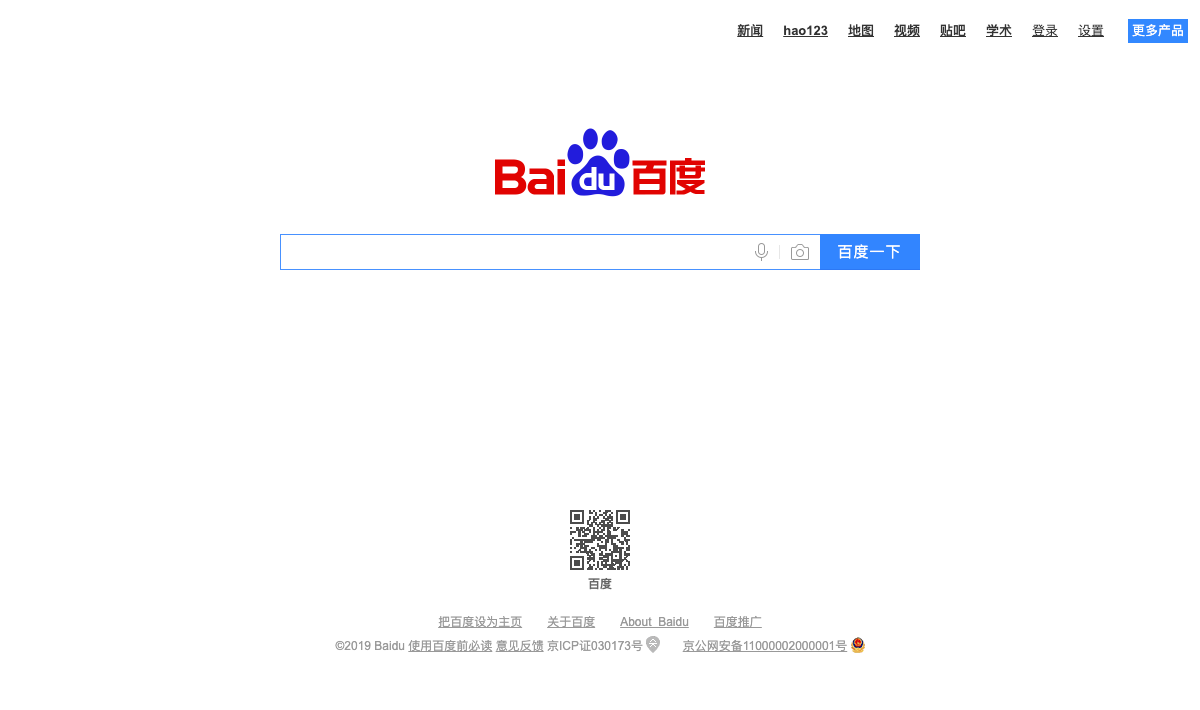 新闻 hao123 地图 视频 贴吧 学术 登录 设置 更多产品
Bai du 百度
百度一下
百度
把百度设为主页 关于百度 About Baidu 百度推广
©2019 Baidu 使用百度前必读 意见反馈 京ICP证030173号 京公网安备11000002000001号